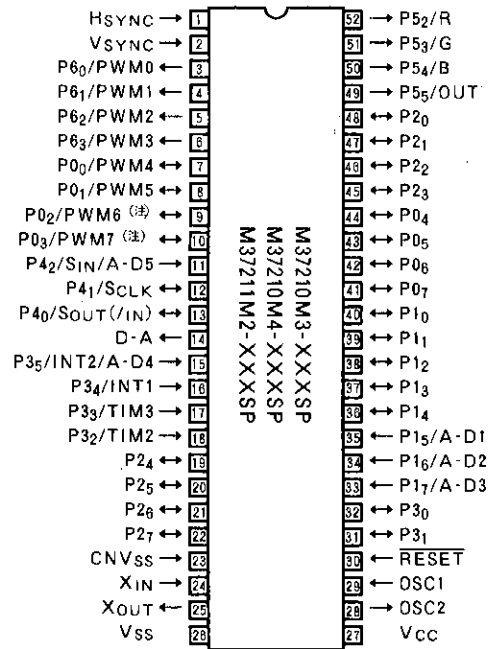 HSYNC → 1
VSYNC → 2
P60/PWM0 ← 3
P61/PWM1 ← 4
P62/PWM2 ← 5
P63/PWM3 ← 6
P00/PWM4 ↔ 7
P01/PWM5 ↔ 8
P02/PWM6 (注) ↔ 9
P03/PWM7 (注) ↔ 10
P42/SIN/A-D5 → 11
P41/SCLK ↔ 12
P40/SOUT(/IN) ↔ 13
D-A ← 14
P35/INT2/A-D4 → 15
P34/INT1 → 16
P33/TIM3 → 17
P32/TIM2 → 18
P24 ↔ 19
P25 ↔ 20
P26 ↔ 21
P27 ↔ 22
CNVSS → 23
XIN → 24
XOUT ← 25
VSS 26
M37210M3-XXXSP
M37210M4-XXXSP
M37211M2-XXXSP
52 → P52/R
51 → P53/G
50 → P54/B
49 → P55/OUT
48 ↔ P20
47 ↔ P21
46 ↔ P22
45 ↔ P23
44 ↔ P04
43 ↔ P05
42 ↔ P06
41 ↔ P07
40 ↔ P10
39 ↔ P11
38 ↔ P12
37 ↔ P13
36 ↔ P14
35 ← P15/A-D1
34 ← P16/A-D2
33 ← P17/A-D3
32 ↔ P30
31 ↔ P31
30 ← RESET
29 ← OSC1
28 → OSC2
27 VCC